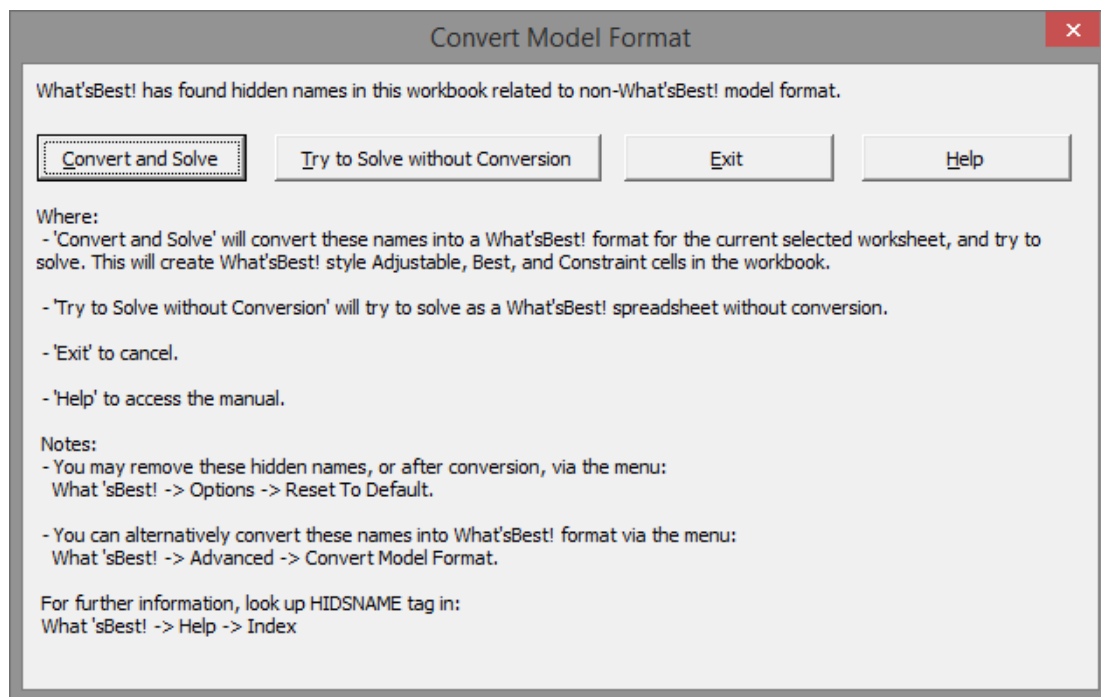 Convert Model Format
What'sBest! has found hidden names in this workbook related to non-What'sBest! model format.
Convert and Solve Try to Solve without Conversion Exit Help
Where:
- 'Convert and Solve' will convert these names into a What'sBest! format for the current selected worksheet, and try to
solve. This will create What'sBest! style Adjustable, Best, and Constraint cells in the workbook.
- 'Try to Solve without Conversion' will try to solve as a What'sBest! spreadsheet without conversion.
- 'Exit' to cancel.
- 'Help' to access the manual.
Notes:
- You may remove these hidden names, or after conversion, via the menu:
What 'sBest! -> Options -> Reset To Default.
- You can alternatively convert these names into What'sBest! format via the menu:
What 'sBest! -> Advanced -> Convert Model Format.
For further information, look up HIDSNAME tag in:
What 'sBest! -> Help -> Index